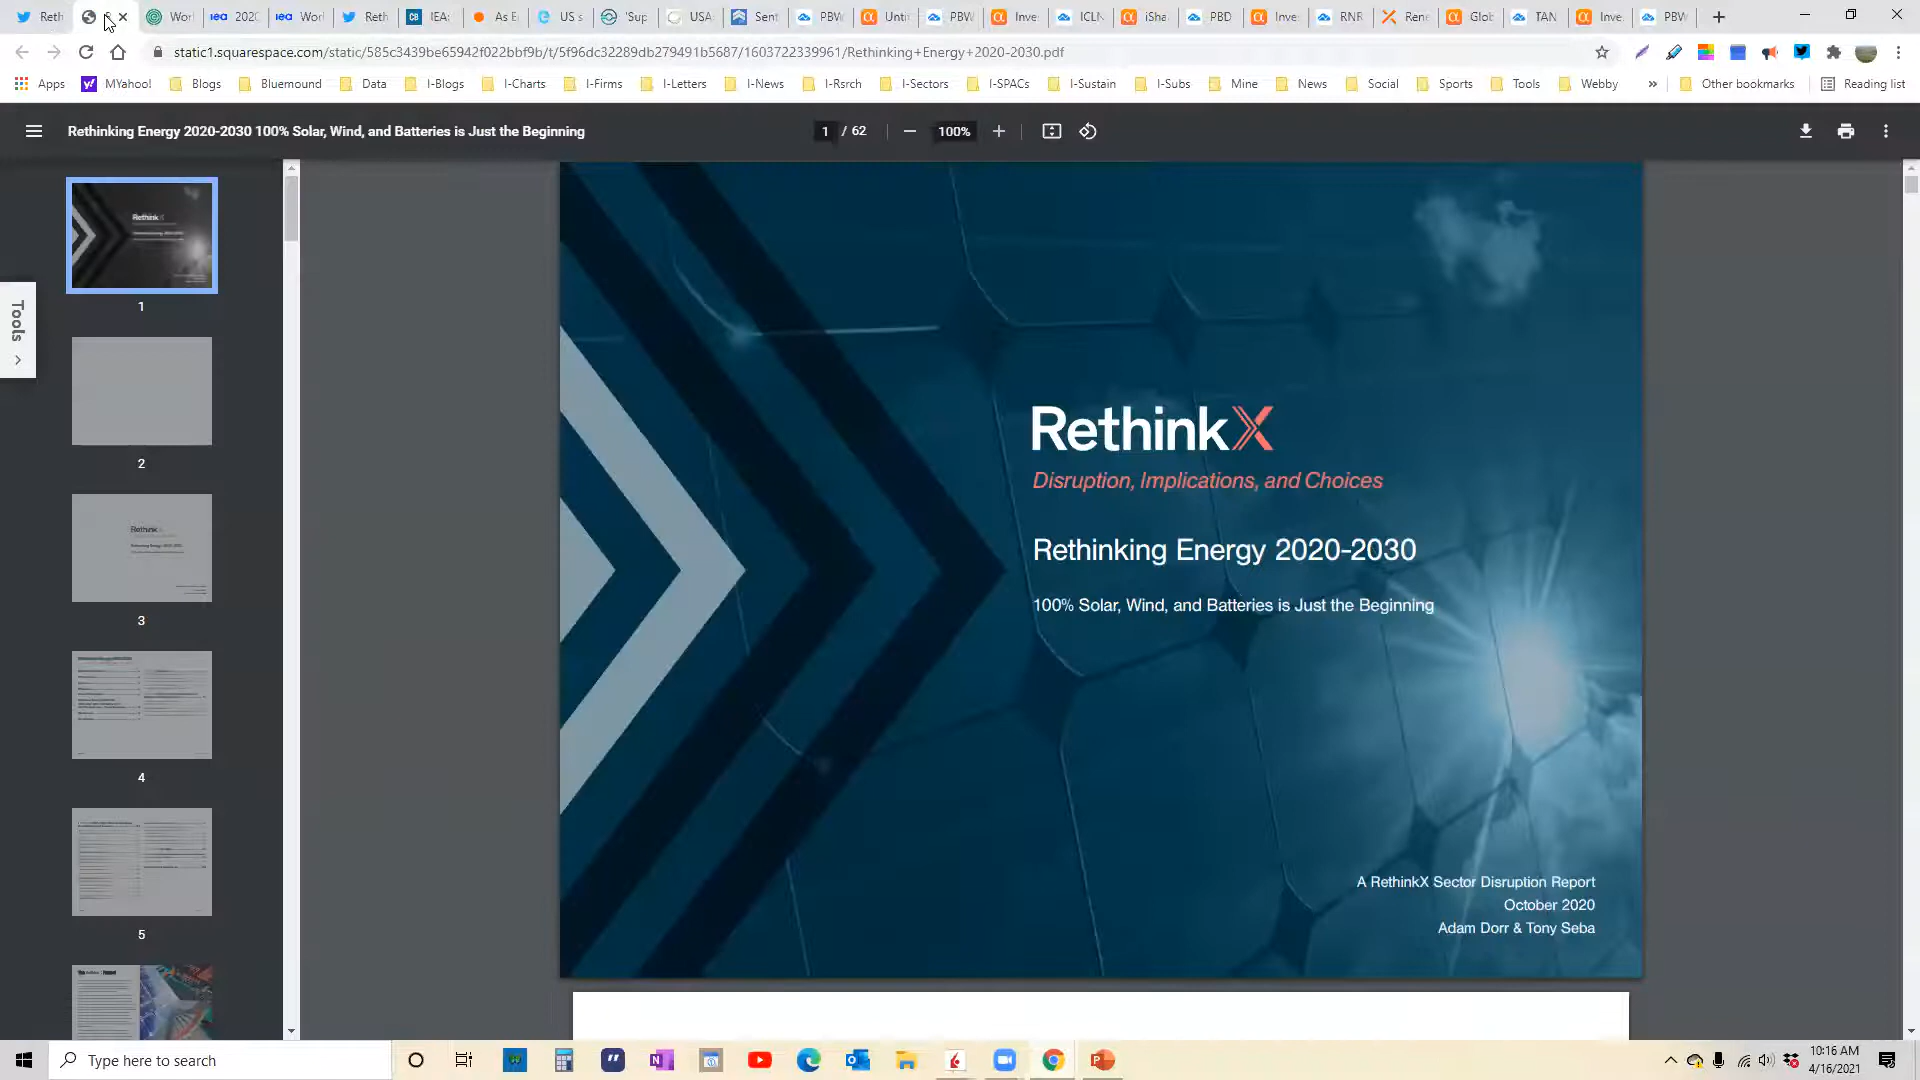 Reth
Worl
iea 2020
iea Worl
Reth
CB IEA:
As E
US s
'Sup
USA
Sent
PBW
Unti
PBW
Inve
ICLN
iSha
PBD
Inve
RNR
Rene
Glob
TAN
Inve
PBW
static1.squarespace.com/static/585c3439be65942f022bbf9b/t/5f96dc32289db279491b5687/1603722339961/Rethinking+Energy+2020-2030.pdf
Apps
MYahoo!
Blogs
Bluemound
Data
I-Blogs
I-Charts
I-Firms
I-Letters
I-News
I-Rsrch
I-Sectors
I-SPACs
I-Sustain
I-Subs
Mine
News
Social
Sports
Tools
Webby
»
Other bookmarks
Reading list
Rethinking Energy 2020-2030 100% Solar, Wind, and Batteries is Just the Beginning
1 / 62
100%
Tools
1
2
3
4
5
RethinkX
Disruption, Implications, and Choices
Rethinking Energy 2020-2030
100% Solar, Wind, and Batteries is Just the Beginning
A RethinkX Sector Disruption Report
October 2020
Adam Dorr & Tony Seba
Type here to search
10:16 AM
4/16/2021